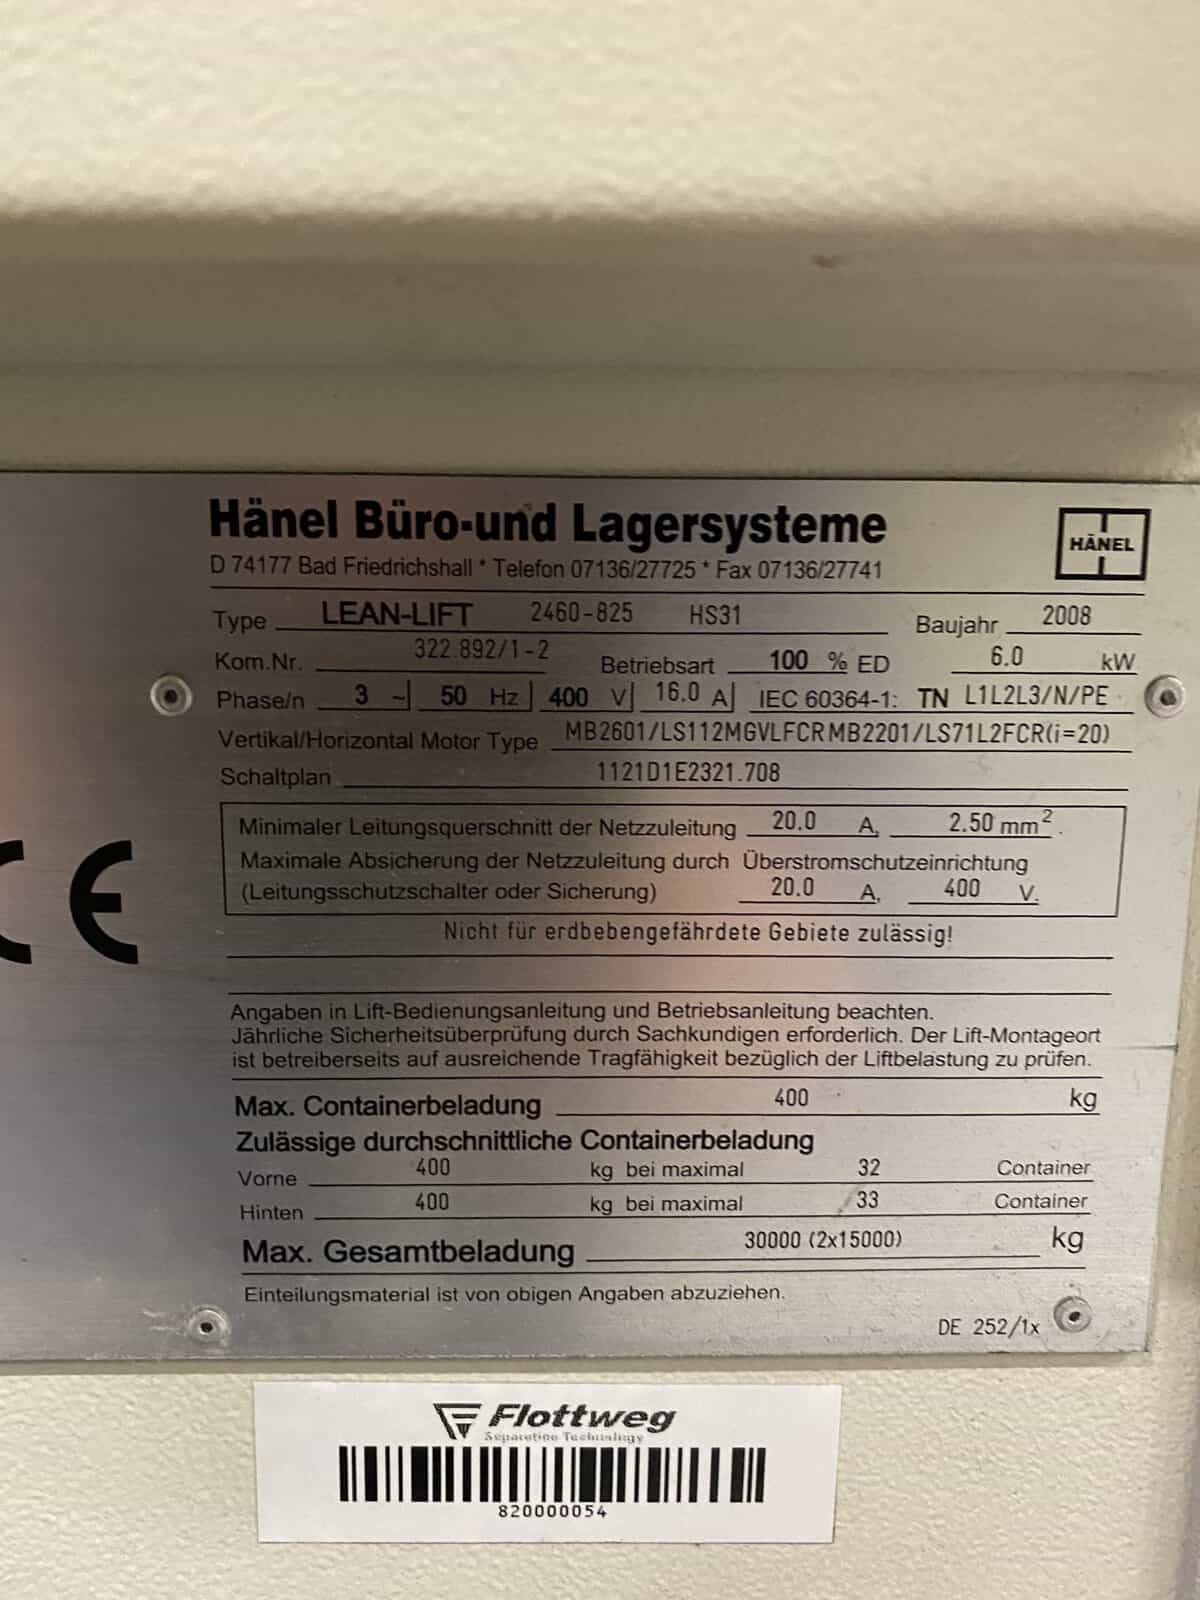 Hänel Büro-und Lagersysteme
HÄNEL
D 74177 Bad Friedrichshall * Telefon 07136/27725 * Fax 07136/27741
Type LEAN-LIFT 2460-825 HS31 Baujahr 2008
Kom.Nr. 322.892/1-2 Betriebsart 100 % ED 6.0 kW
Phase/n 3 ~ 50 Hz 400 V 16.0 A IEC 60364-1: TN L1L2L3/N/PE
Vertikal/Horizontal Motor Type MB2601/LS112MGVLFCRMB2201/LS71L2FCR(i=20)
Schaltplan 1121D1E2321.708
Minimaler Leitungsquerschnitt der Netzzuleitung 20.0 A, 2.50 mm².
Maximale Absicherung der Netzzuleitung durch Überstromschutzeinrichtung
(Leitungsschutzschalter oder Sicherung) 20.0 A, 400 V.
CE
Nicht für erdbebengefährdete Gebiete zulässig!
Angaben in Lift-Bedienungsanleitung und Betriebsanleitung beachten.
Jährliche Sicherheitsüberprüfung durch Sachkundigen erforderlich. Der Lift-Montageort
ist betreiberseits auf ausreichende Tragfähigkeit bezüglich der Liftbelastung zu prüfen.
Max. Containerbeladung 400 kg
Zulässige durchschnittliche Containerbeladung
Vorne 400 kg bei maximal 32 Container
Hinten 400 kg bei maximal 33 Container
Max. Gesamtbeladung 30000 (2x15000) kg
Einteilungsmaterial ist von obigen Angaben abzuziehen.
DE 252/1x
Flottweg
Separation Technology
820000054